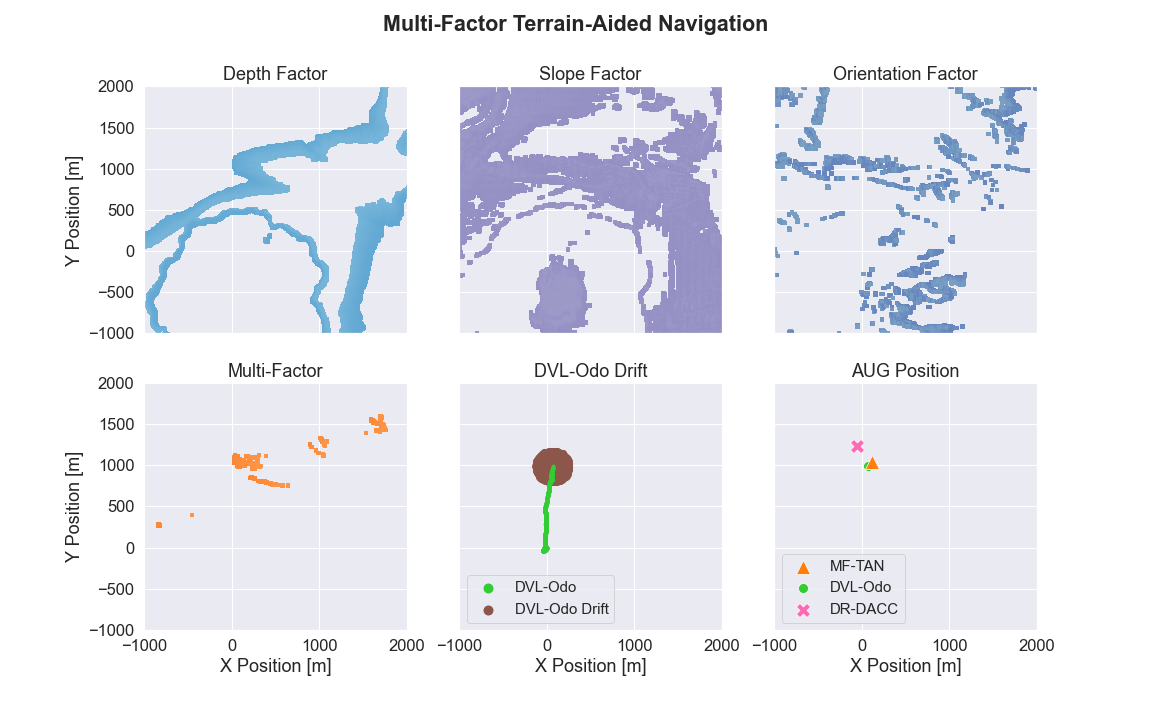 Multi-Factor Terrain-Aided Navigation
Depth Factor
Slope Factor
Orientation Factor
2000
1500
1000
500
0
−500
−1000
Y Position [m]
Multi-Factor
DVL-Odo Drift
AUG Position
2000
1500
1000
500
0
−500
−1000
Y Position [m]
DVL-Odo
DVL-Odo Drift
MF-TAN
DVL-Odo
DR-DACC
−1000 0 1000 2000
−1000 0 1000 2000
−1000 0 1000 2000
X Position [m]
X Position [m]
X Position [m]